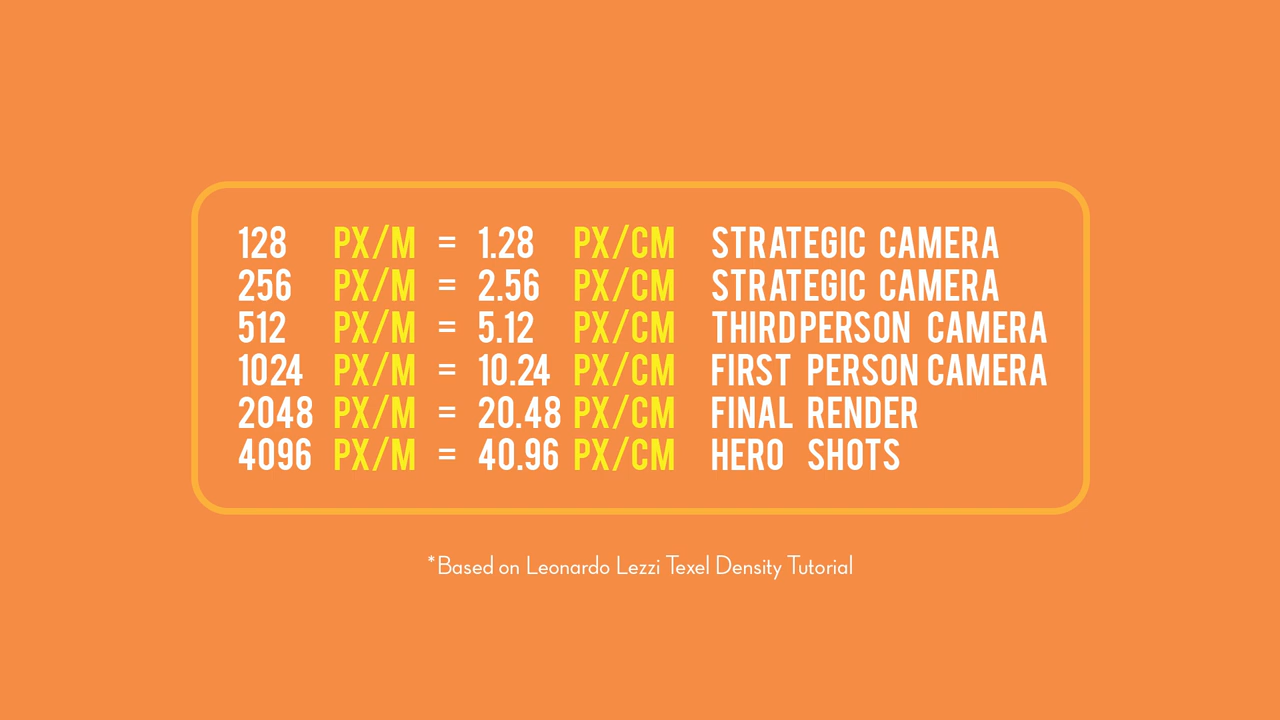 128 PX/M = 1.28 PX/CM STRATEGIC CAMERA
256 PX/M = 2.56 PX/CM STRATEGIC CAMERA
512 PX/M = 5.12 PX/CM THIRD PERSON CAMERA
1024 PX/M = 10.24 PX/CM FIRST PERSON CAMERA
2048 PX/M = 20.48 PX/CM FINAL RENDER
4096 PX/M = 40.96 PX/CM HERO SHOTS
*Based on Leonardo Lezzi Texel Density Tutorial